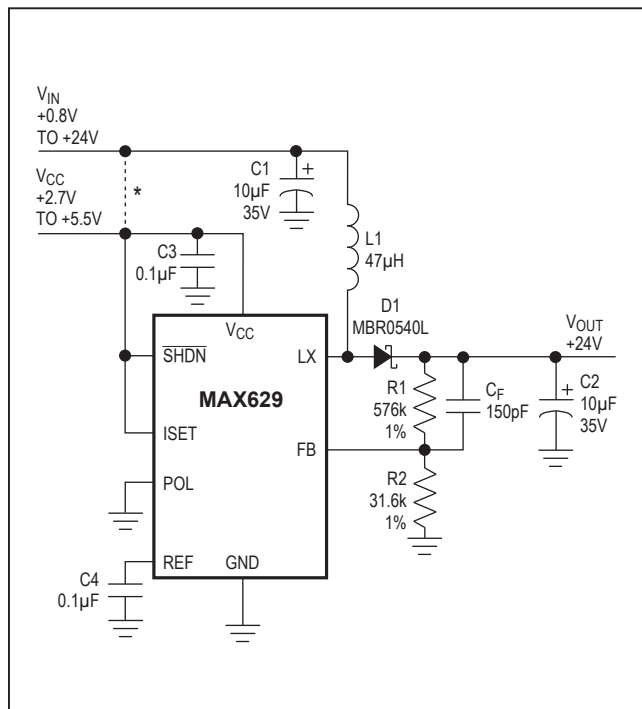 VIN
+0.8V
TO +24V
VCC
+2.7V
TO +5.5V
*
C1
10µF
35V
+
L1
47µH
C3
0.1µF
D1
MBR0540L
VOUT
+24V
VCC
SHDN
LX
MAX629
R1
576k
1%
CF
150pF
+
C2
10µF
35V
ISET
FB
POL
R2
31.6k
1%
REF
GND
C4
0.1µF